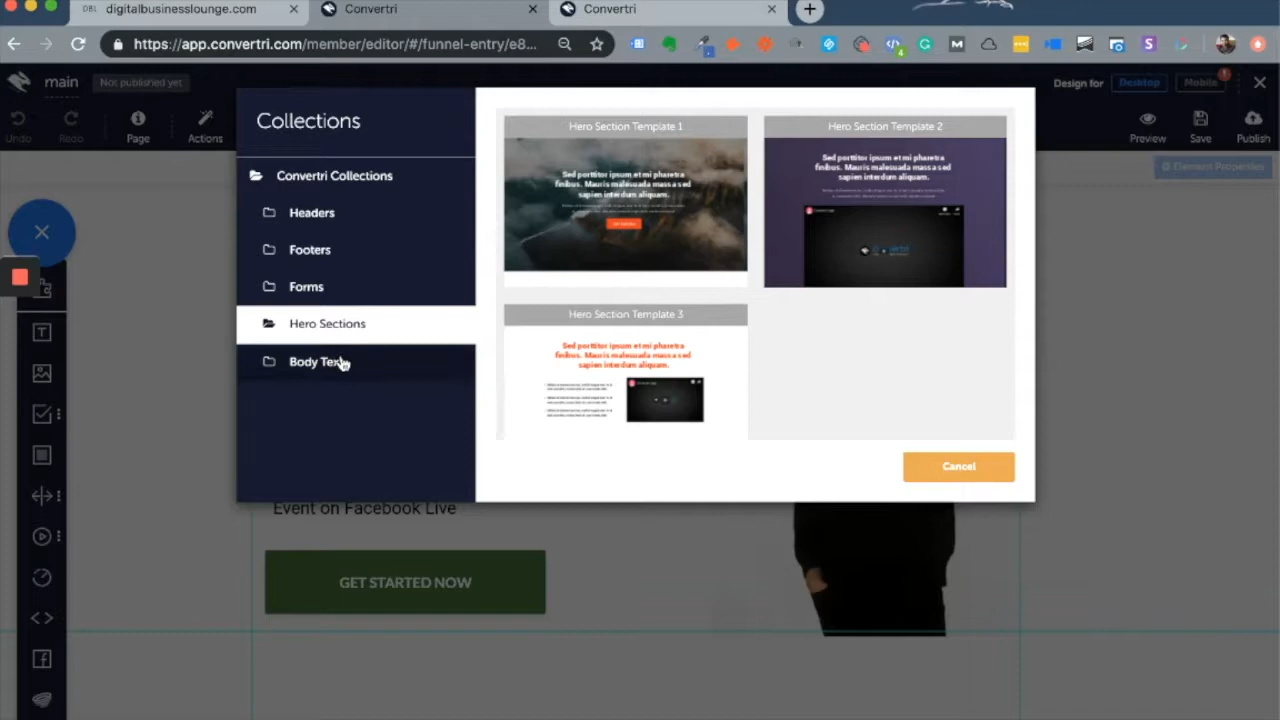 DBL digitalbusinesslounge.com
Convertri
Convertri
https://app.convertri.com/member/editor/#/funnel-entry/e8...
main
Not published yet
Design for
Desktop
Mobile
Undo
Redo
Page
Actions
Preview
Save
Publish
Element Properties
Collections
Convertri Collections
Headers
Footers
Forms
Hero Sections
Body Text
Hero Section Template 1
Sed porttitor ipsum et mi pharetra
finibus. Mauris malesuada massa sed
sapien interdum aliquam.
Hero Section Template 2
Sed porttitor ipsum et mi pharetra
finibus. Mauris malesuada massa sed
sapien interdum aliquam.
Hero Section Template 3
Sed porttitor ipsum et mi pharetra
finibus. Mauris malesuada massa sed
sapien interdum aliquam.
Cancel
Event on Facebook Live
GET STARTED NOW